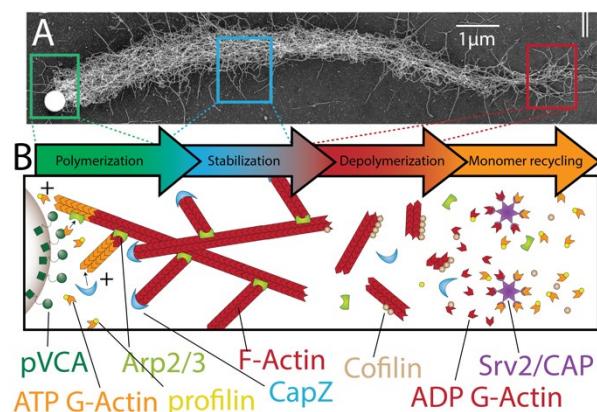 A
1µm
B
Polymerization Stabilization Depolymerization Monomer recycling
+
+
pVCA Arp2/3 F-Actin Cofilin Srv2/CAP
ATP G-Actin profilin CapZ ADP G-Actin